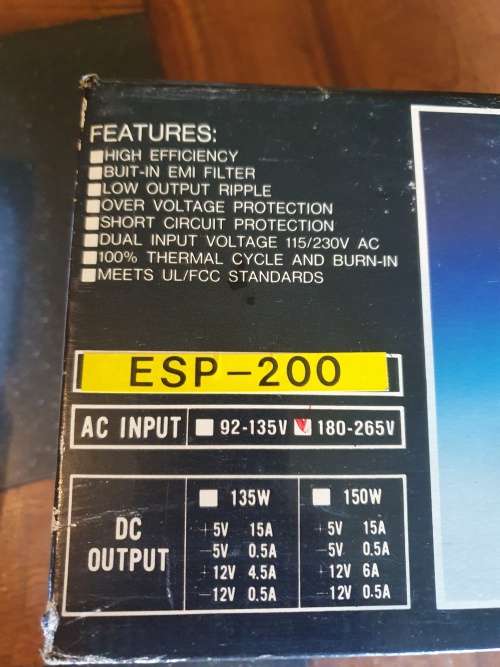 FEATURES:
HIGH EFFICIENCY
BUIT-IN EMI FILTER
LOW OUTPUT RIPPLE
OVER VOLTAGE PROTECTION
SHORT CIRCUIT PROTECTION
DUAL INPUT VOLTAGE 115/230V AC
100% THERMAL CYCLE AND BURN-IN
MEETS UL/FCC STANDARDS
ESP-200
AC INPUT 92-135V 180-265V
135W 150W
DC OUTPUT
+5V 15A +5V 15A
-5V 0.5A -5V 0.5A
+12V 4.5A +12V 6A
-12V 0.5A -12V 0.5A